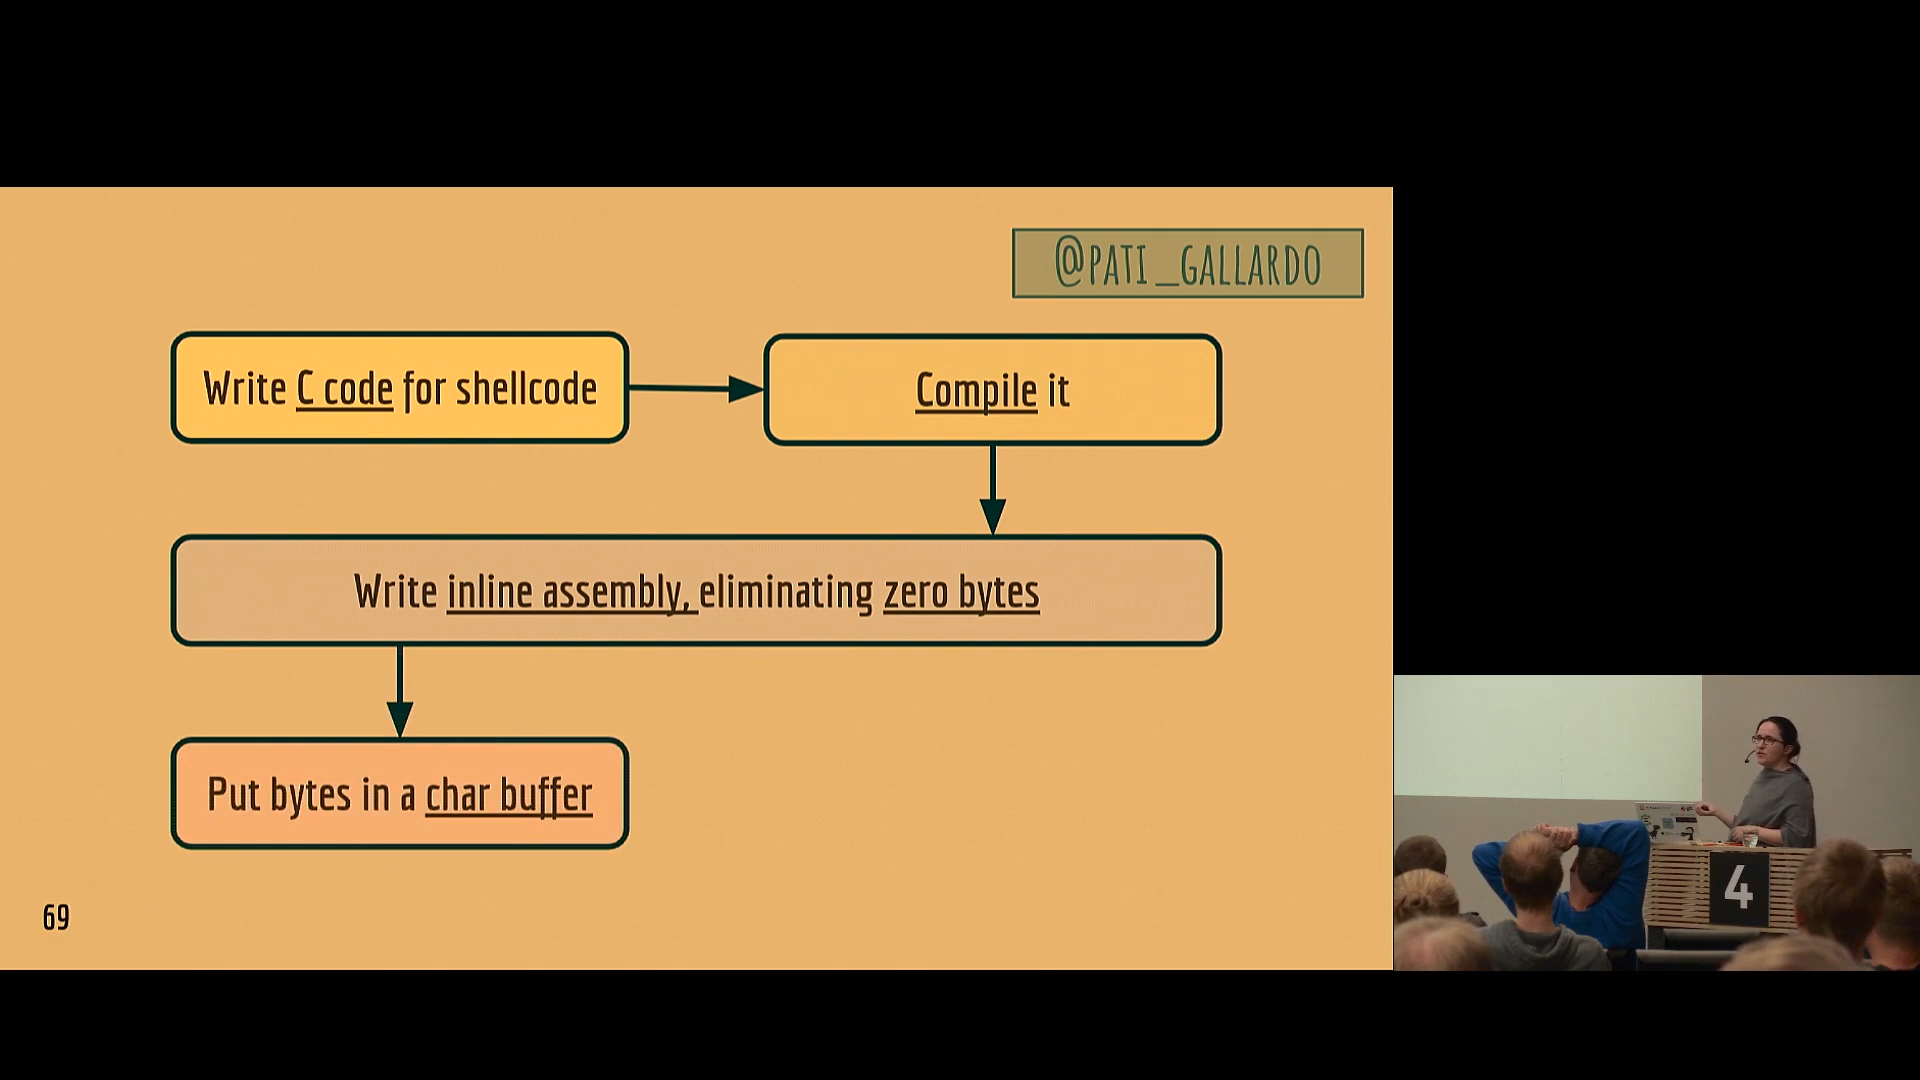 @PATI_GALLARDO
Write C code for shellcode
Compile it
Write inline assembly, eliminating zero bytes
Put bytes in a char buffer
69
4